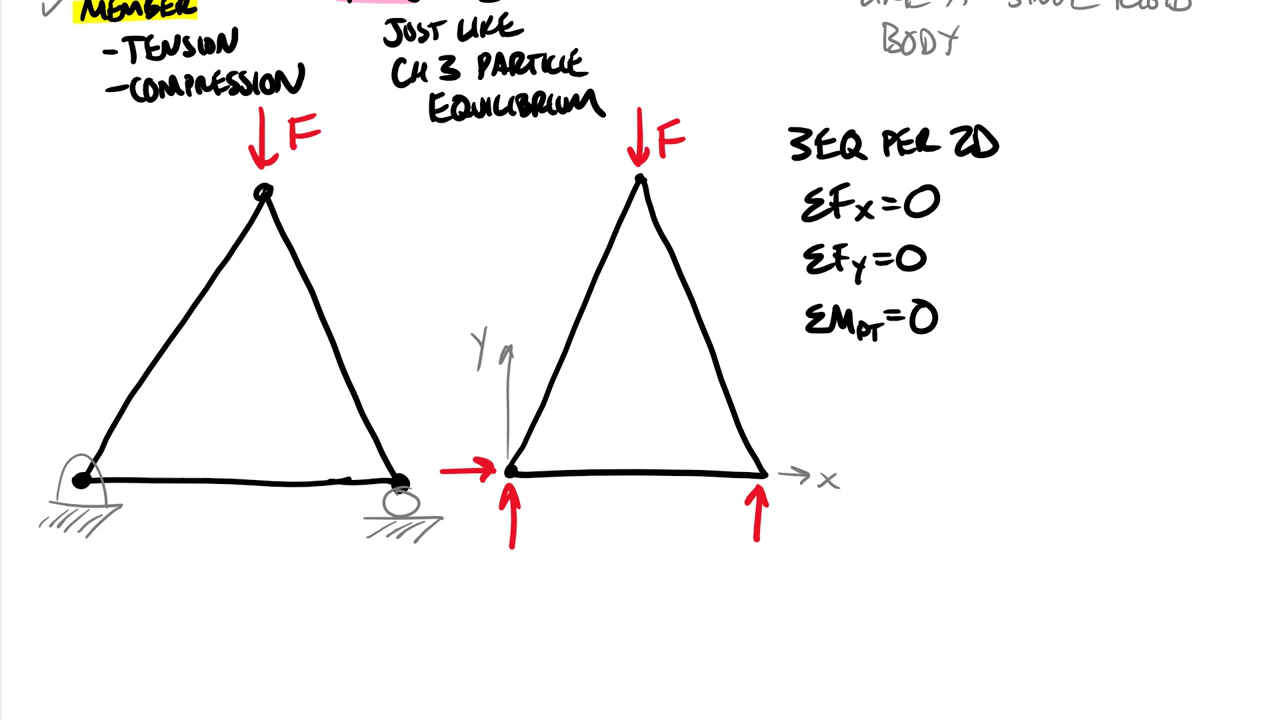 MEMBER
- TENSION
- COMPRESSION
JUST LIKE
CH 3 PARTICLE
EQUILIBRIUM
BODY
F
F
3EQ PER 2D
ΣFx=0
ΣFy=0
ΣMPT=0
y
x